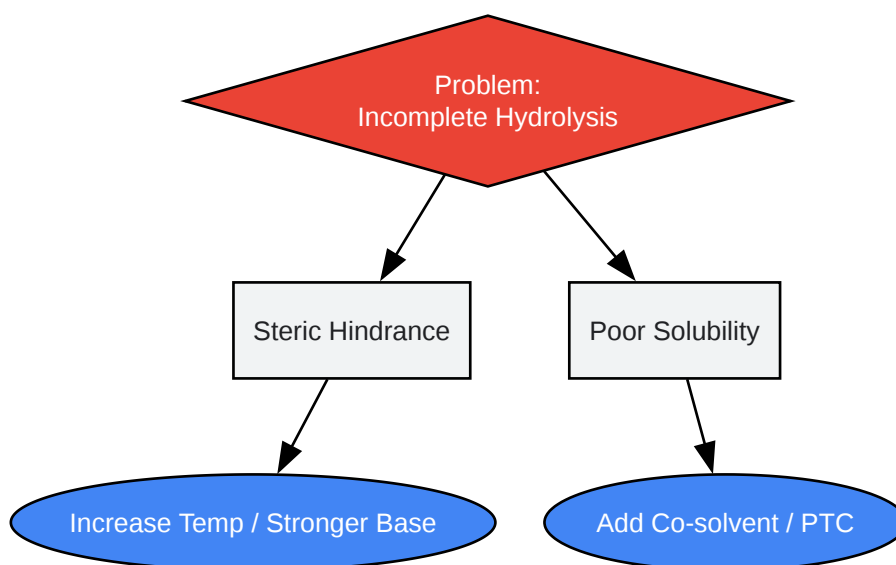 Problem:
Incomplete Hydrolysis
Steric Hindrance
Poor Solubility
Increase Temp / Stronger Base
Add Co-solvent / PTC